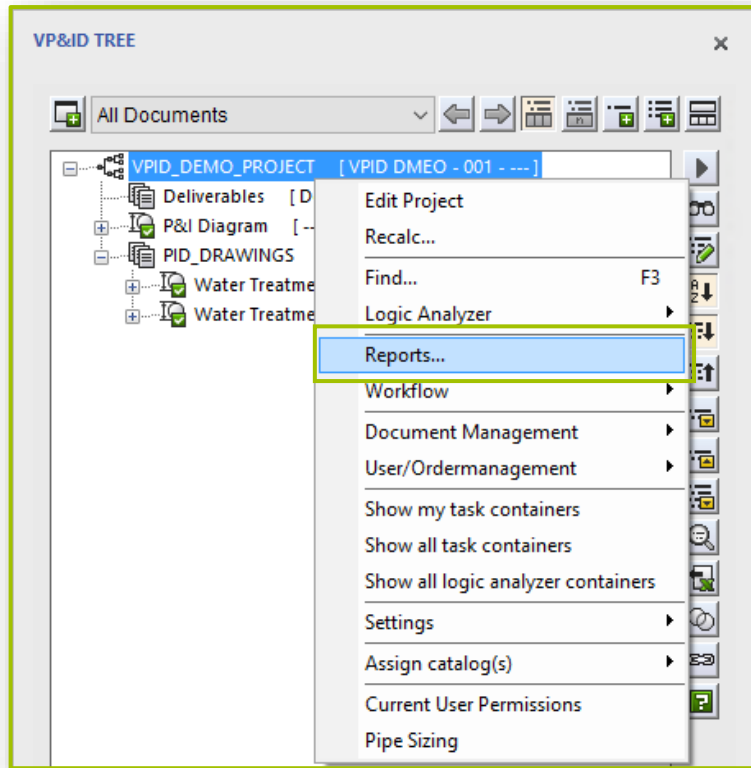 VP&ID TREE
All Documents
VPID_DEMO_PROJECT [ VPID DMEO - 001 - --- ]
Deliverables [ D
P&I Diagram [ --
PID_DRAWINGS
Water Treatme
Water Treatme
Edit Project
Recalc...
Find... F3
Logic Analyzer
Reports...
Workflow
Document Management
User/Ordermanagement
Show my task containers
Show all task containers
Show all logic analyzer containers
Settings
Assign catalog(s)
Current User Permissions
Pipe Sizing